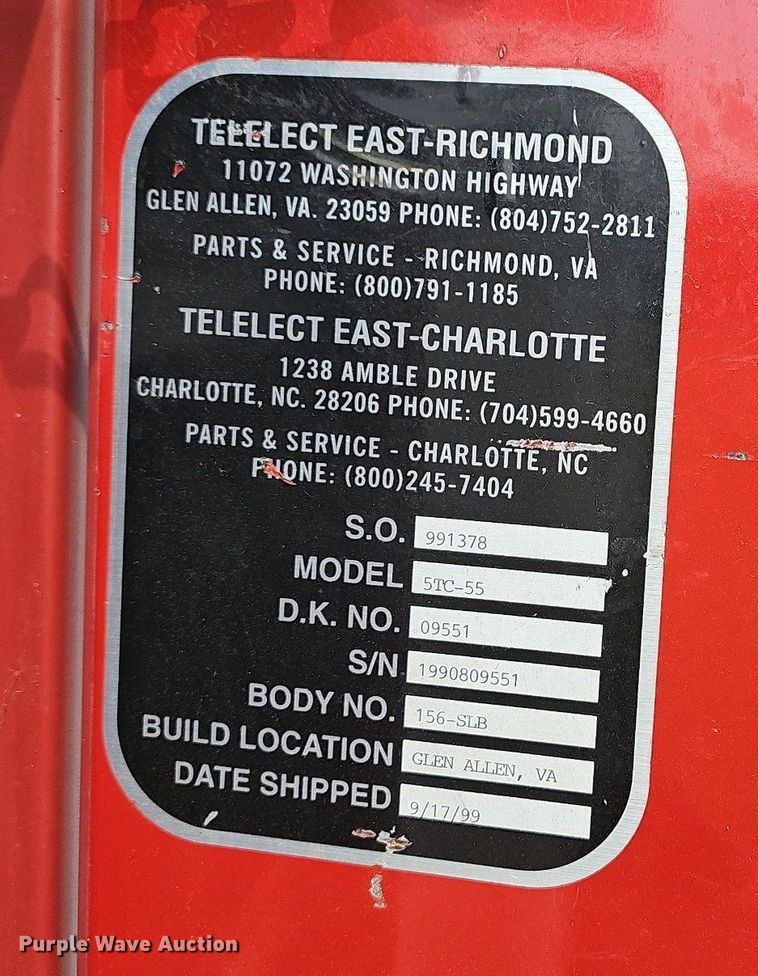 TELELECT EAST-RICHMOND
11072 WASHINGTON HIGHWAY
GLEN ALLEN, VA. 23059 PHONE: (804)752-2811
PARTS & SERVICE - RICHMOND, VA
PHONE: (800)791-1185
TELELECT EAST-CHARLOTTE
1238 AMBLE DRIVE
CHARLOTTE, NC. 28206 PHONE: (704)599-4660
PARTS & SERVICE - CHARLOTTE, NC
PHONE: (800)245-7404
S.O. 991378
MODEL 5TC-55
D.K. NO. 09551
S/N 1990809551
BODY NO. 156-SLB
BUILD LOCATION GLEN ALLEN, VA
DATE SHIPPED 9/17/99
Purple Wave Auction